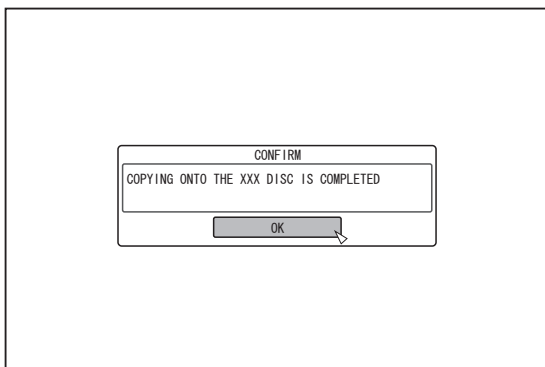 CONFIRM
COPYING ONTO THE XXX DISC IS COMPLETED
OK